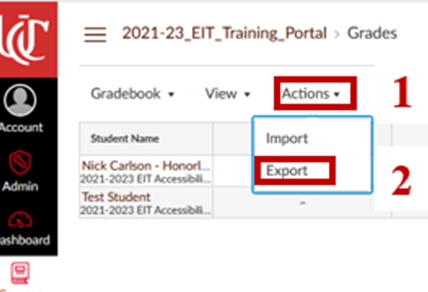 UC
2021-23_EIT_Training_Portal > Grades
Gradebook ▾ View ▾ Actions ▾ 1
Account
Student Name
Import
Nick Carlson - Honorl...
2021-2023 EIT Accessibili...
Export 2
Admin
Test Student
2021-2023 EIT Accessibili...
–
ashboard